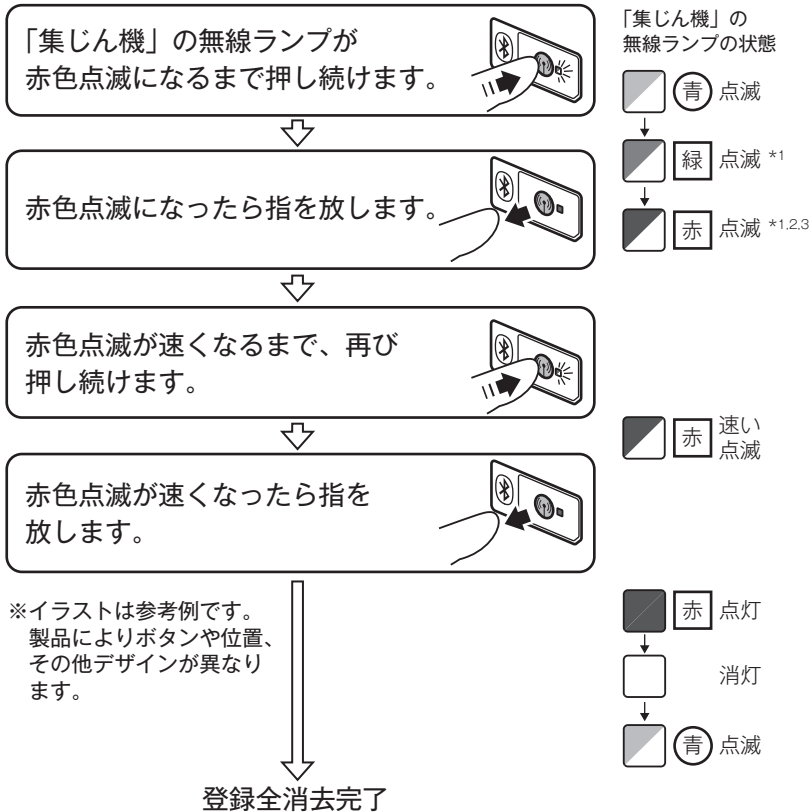 「集じん機」の無線ランプが
赤色点滅になるまで押し続けます。
「集じん機」の
無線ランプの状態
青 点滅
緑 点滅 *1
赤色点滅になったら指を放します。
赤 点滅 *1,2,3
赤色点滅が速くなるまで、再び
押し続けます。
赤 速い
点滅
赤色点滅が速くなったら指を
放します。
※イラストは参考例です。
製品によりボタンや位置、
その他デザインが異なり
ます。
赤 点灯
消灯
青 点滅
登録全消去完了